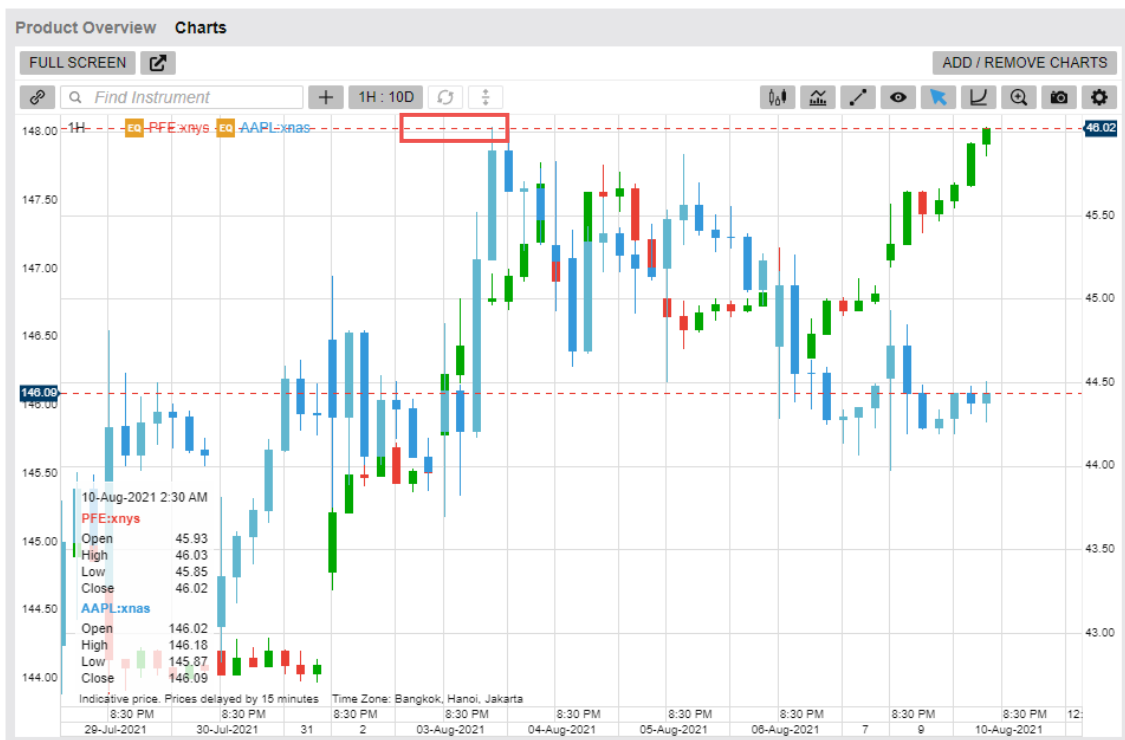 Product Overview Charts
FULL SCREEN ADD / REMOVE CHARTS
Find Instrument + 1H : 10D
148.00 1H EQ PFE:xnys EQ AAPL:xnas 46.02
147.50
45.50
147.00
45.00
146.50
44.50
146.09
146.00
44.00
145.50
10-Aug-2021 2:30 AM
PFE:xnys
145.00
Open 45.93
43.50
High 46.03
Low 45.85
Close 46.02
144.50
AAPL:xnas
Open 146.02
43.00
High 146.18
Low 145.87
144.00
Close 146.09
Indicative price. Prices delayed by 15 minutes Time Zone: Bangkok, Hanoi, Jakarta
8:30 PM 8:30 PM 8:30 PM 8:30 PM 8:30 PM 8:30 PM 8:30 PM 8:30 PM 8:30 PM 12:
29-Jul-2021 30-Jul-2021 31 2 03-Aug-2021 04-Aug-2021 05-Aug-2021 06-Aug-2021 7 9 10-Aug-2021